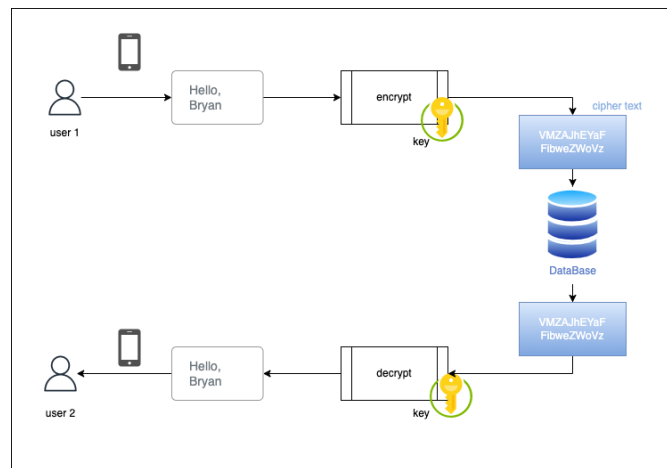 Hello,
Bryan
encrypt
cipher text
user 1
key
VMZAJhEYaF
FibweZWoVz
DataBase
VMZAJhEYaF
FibweZWoVz
Hello,
Bryan
decrypt
user 2
key